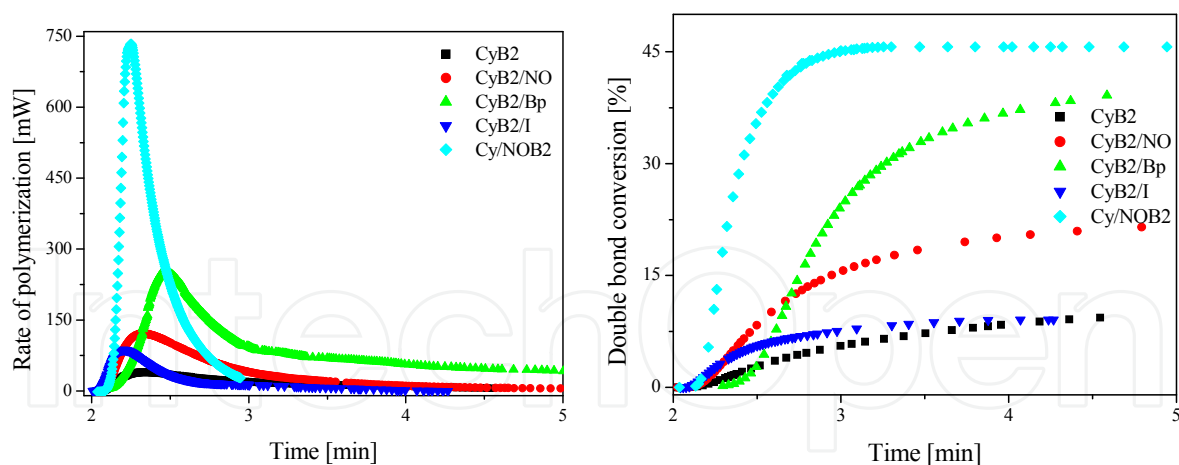 Rate of polymerization [mW]
750
600
450
300
150
0
2
3
4
5
Time [min]
CyB2
CyB2/NO
CyB2/Bp
CyB2/I
Cy/NOB2
Double bond conversion [%]
45
30
15
0
2
3
4
5
Time [min]
CyB2
CyB2/NO
CyB2/Bp
CyB2/I
Cy/NOB2
IntechOpen